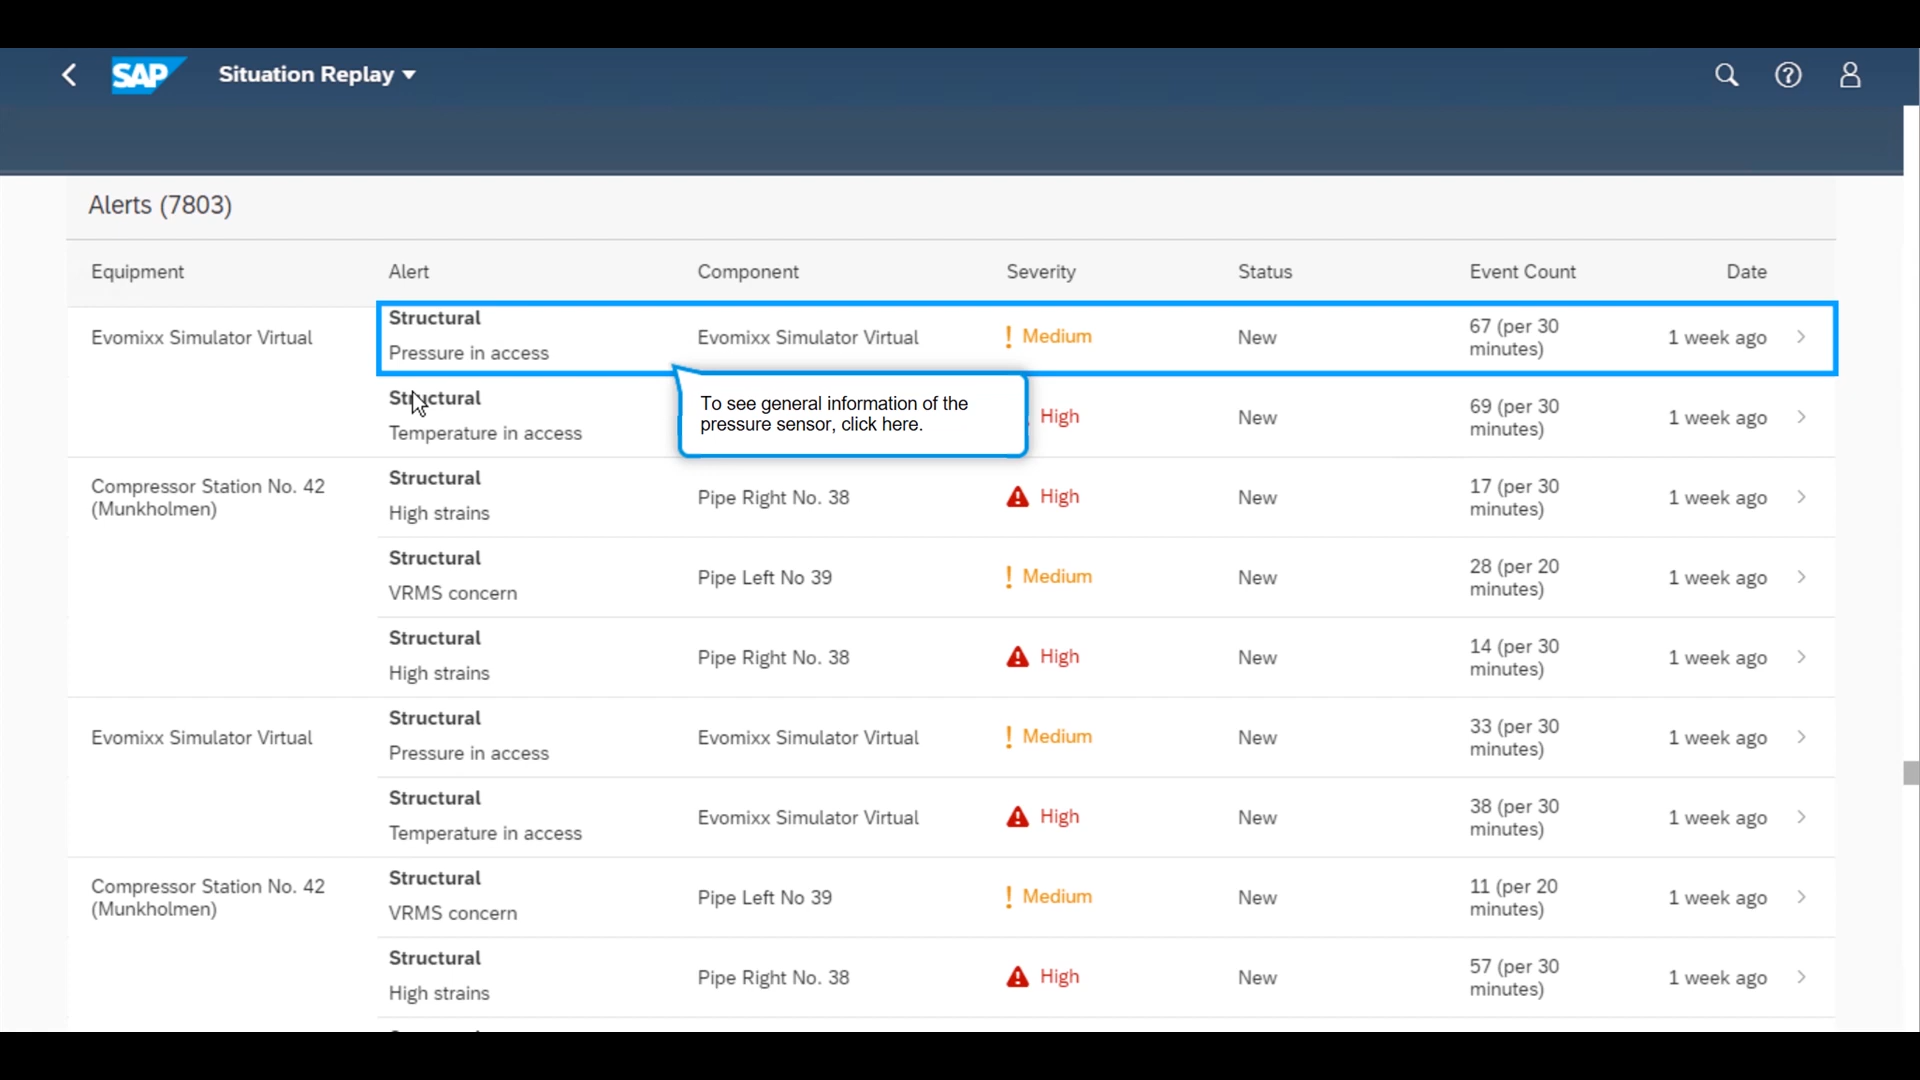 SAP Situation Replay
Alerts (7803)
Equipment Alert Component Severity Status Event Count Date
Evomixx Simulator Virtual
Structural
Pressure in access
Evomixx Simulator Virtual
! Medium
New
67 (per 30
minutes)
1 week ago
To see general information of the
pressure sensor, click here.
Structural
Temperature in access
High
New
69 (per 30
minutes)
1 week ago
Compressor Station No. 42
(Munkholmen)
Structural
High strains
Pipe Right No. 38
High
New
17 (per 30
minutes)
1 week ago
Structural
VRMS concern
Pipe Left No 39
! Medium
New
28 (per 20
minutes)
1 week ago
Structural
High strains
Pipe Right No. 38
High
New
14 (per 30
minutes)
1 week ago
Evomixx Simulator Virtual
Structural
Pressure in access
Evomixx Simulator Virtual
! Medium
New
33 (per 30
minutes)
1 week ago
Structural
Temperature in access
Evomixx Simulator Virtual
High
New
38 (per 30
minutes)
1 week ago
Compressor Station No. 42
(Munkholmen)
Structural
VRMS concern
Pipe Left No 39
! Medium
New
11 (per 20
minutes)
1 week ago
Structural
High strains
Pipe Right No. 38
High
New
57 (per 30
minutes)
1 week ago